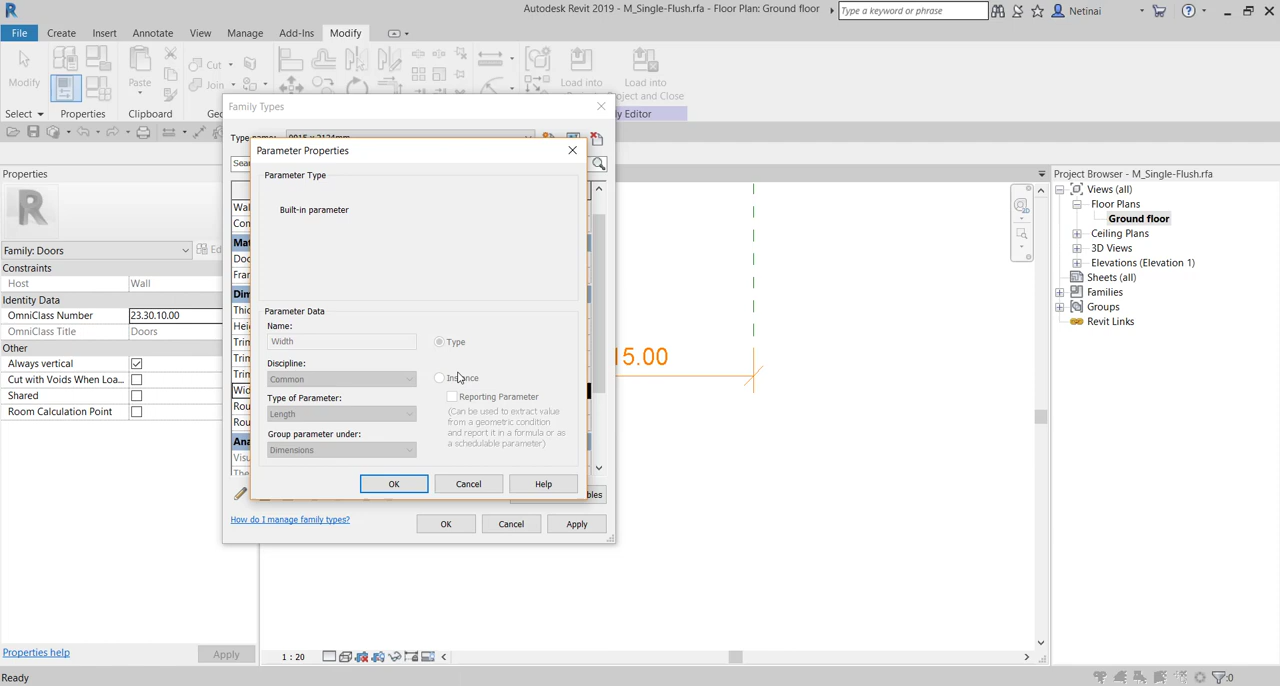 Autodesk Revit 2019 - M_Single-Flush.rfa - Floor Plan: Ground floor
Type a keyword or phrase
Netinai
File Create Insert Annotate View Manage Add-Ins Modify
Modify
Paste
Cut
Join
Load into
Load into
Project and Close
Select Properties Clipboard
Family Types
Parameter Properties
Parameter Type
Built-in parameter
Parameter Data
Name:
Width
Type
Discipline:
Common
Instance
Type of Parameter:
Length
Reporting Parameter
(Can be used to extract value
from a geometric condition
and report it in a formula or as
a schedulable parameter)
Group parameter under:
Dimensions
OK Cancel Help
How do I manage family types?
OK Cancel Apply
Properties
Family: Doors
Constraints
Host Wall
Identity Data
OmniClass Number 23.30.10.00
OmniClass Title Doors
Other
Always vertical
Cut with Voids When Loa...
Shared
Room Calculation Point
Properties help Apply
15.00
Project Browser - M_Single-Flush.rfa
Views (all)
Floor Plans
Ground floor
Ceiling Plans
3D Views
Elevations (Elevation 1)
Sheets (all)
Families
Groups
Revit Links
1 : 20
Ready
:0